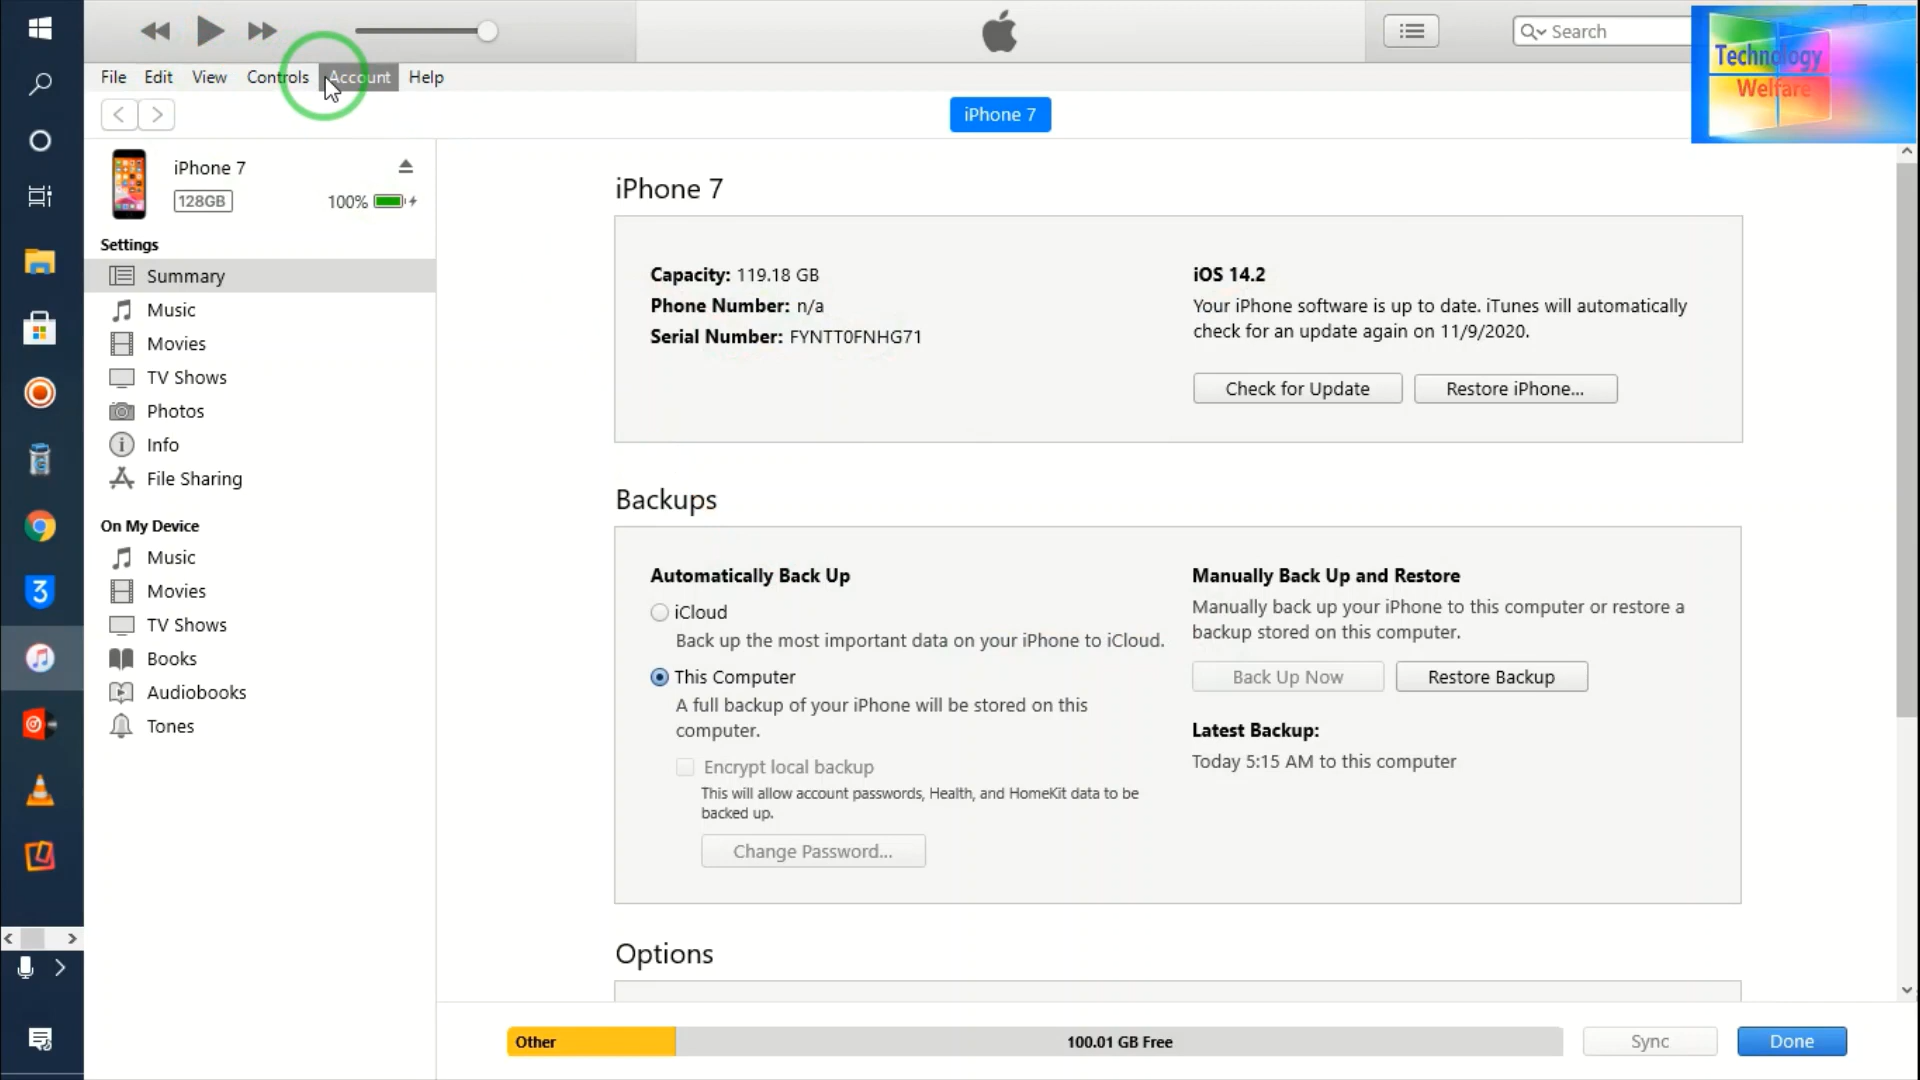 Search
Technology
Welfare
File Edit View Controls Account Help
iPhone 7
iPhone 7
128GB
100%
Settings
Summary
Music
Movies
TV Shows
Photos
Info
File Sharing
On My Device
Music
Movies
TV Shows
Books
Audiobooks
Tones
iPhone 7
Capacity: 119.18 GB
Phone Number: n/a
Serial Number: FYNTT0FNHG71
iOS 14.2
Your iPhone software is up to date. iTunes will automatically
check for an update again on 11/9/2020.
Check for Update
Restore iPhone...
Backups
Automatically Back Up
iCloud
Back up the most important data on your iPhone to iCloud.
This Computer
A full backup of your iPhone will be stored on this
computer.
Encrypt local backup
This will allow account passwords, Health, and HomeKit data to be
backed up.
Change Password...
Manually Back Up and Restore
Manually back up your iPhone to this computer or restore a
backup stored on this computer.
Back Up Now
Restore Backup
Latest Backup:
Today 5:15 AM to this computer
Options
Other
100.01 GB Free
Sync
Done
3